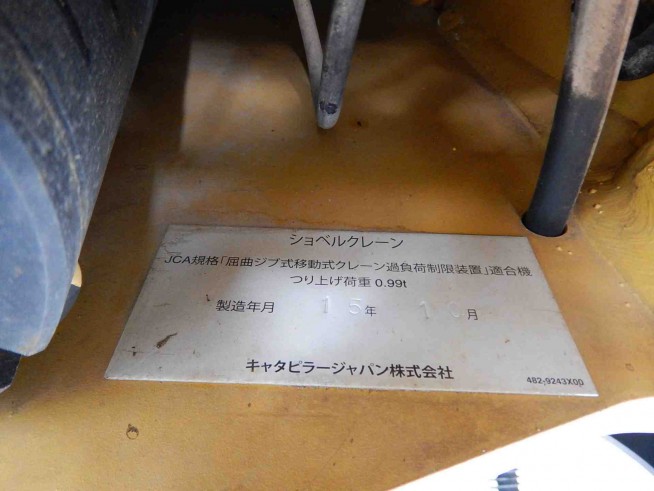 ショベルクレーン
JCA規格「屈曲ジブ式移動式クレーン過負荷制限装置」適合機
つり上げ荷重 0.99t
製造年月 15年 1 月
キャタピラージャパン株式会社
482-9243X0D